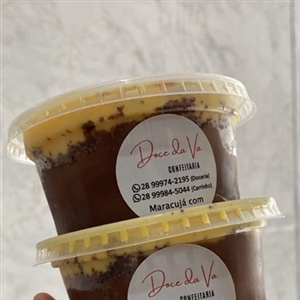 Doce da Va
CONFEITARIA
28 99974-2195 (Doceria)
28 99984-5044 (Carrinho)
Maracujá com
Doce da Va
CONFEITARIA